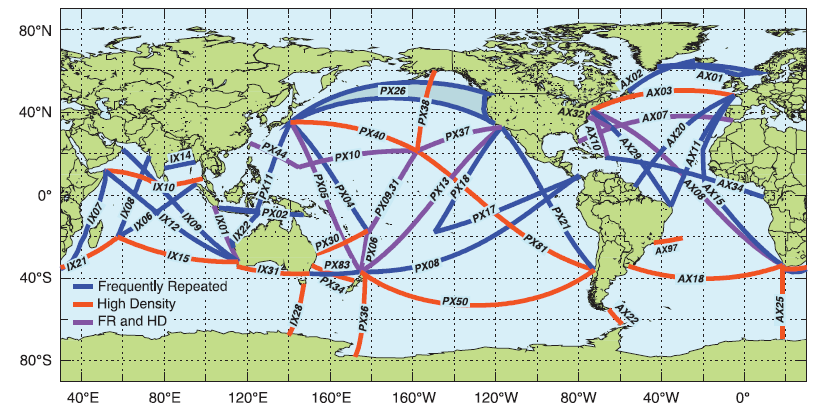 80°N
40°N
0°
40°S
80°S
AX01
AX02
AX03
PX26
PX38
AX32
AX07
PX40
PX37
AX10
AX20
PX44
PX10
AX29
AX11
IX14
IX10
PX11
PX05
PX04
PX09,31
PX13
PX18
AX34
AX08
AX15
IX07
IX08
IX06
IX12
IX09
IX01
IX22
PX02
PX17
PX21
PX30
PX06
PX81
AX97
IX21
IX15
IX31
PX83
PX08
PX34
AX18
PX50
Frequently Repeated
High Density
FR and HD
IX28
PX36
AX22
AX25
40°E
80°E
120°E
140°E
160°W
120°W
80°W
40°W
0°